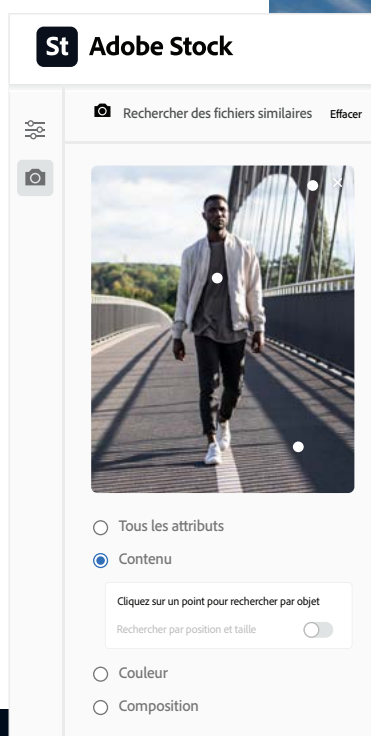 St Adobe Stock
Rechercher des fichiers similaires Effacer
Tous les attributs
Contenu
Cliquez sur un point pour rechercher par objet
Rechercher par position et taille
Couleur
Composition